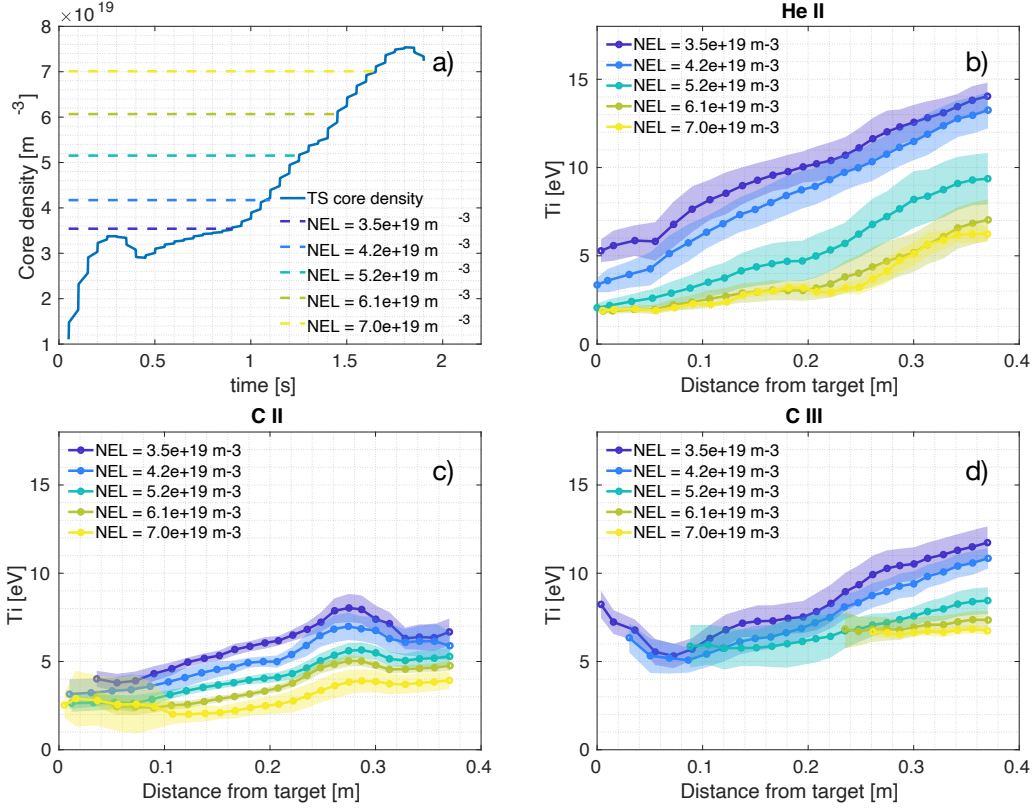 × 10 19
8
7
6
5
4
3
2
1
0
0.5
1
1.5
2
Core density [m -3 ]
time [s]
a)
TS core density
NEL = 3.5e+19 m -3
NEL = 4.2e+19 m -3
NEL = 5.2e+19 m -3
NEL = 6.1e+19 m -3
NEL = 7.0e+19 m -3
He II
b)
NEL = 3.5e+19 m-3
NEL = 4.2e+19 m-3
NEL = 5.2e+19 m-3
NEL = 6.1e+19 m-3
NEL = 7.0e+19 m-3
15
10
5
0
Ti [eV]
0
0.1
0.2
0.3
0.4
Distance from target [m]
C II
c)
NEL = 3.5e+19 m-3
NEL = 4.2e+19 m-3
NEL = 5.2e+19 m-3
NEL = 6.1e+19 m-3
NEL = 7.0e+19 m-3
15
10
5
0
Ti [eV]
0
0.1
0.2
0.3
0.4
Distance from target [m]
C III
d)
NEL = 3.5e+19 m-3
NEL = 4.2e+19 m-3
NEL = 5.2e+19 m-3
NEL = 6.1e+19 m-3
NEL = 7.0e+19 m-3
15
10
5
0
Ti [eV]
0
0.1
0.2
0.3
0.4
Distance from target [m]